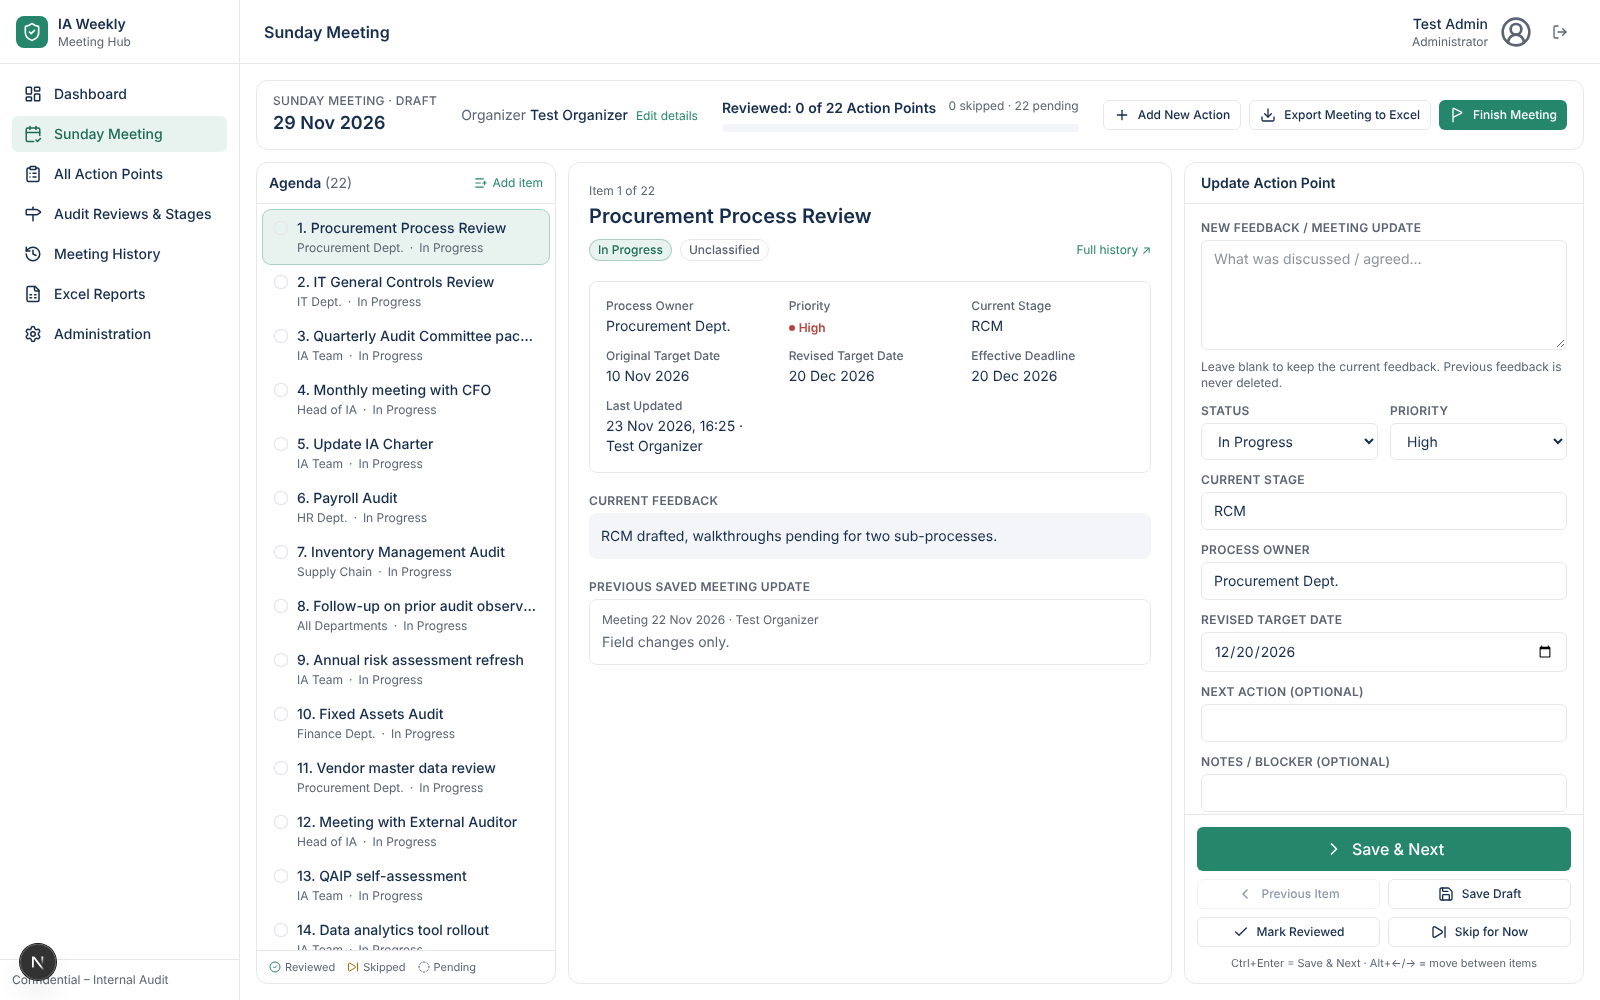 IA Weekly
Meeting Hub
Dashboard
Sunday Meeting
All Action Points
Audit Reviews & Stages
Meeting History
Excel Reports
Administration
N
Confidential – Internal Audit
Sunday Meeting
Test Admin
Administrator
SUNDAY MEETING · DRAFT
29 Nov 2026
Organizer Test Organizer Edit details
Reviewed: 0 of 22 Action Points 0 skipped · 22 pending
Add New Action
Export Meeting to Excel
Finish Meeting
Agenda (22)
Add item
1. Procurement Process Review
Procurement Dept. · In Progress
2. IT General Controls Review
IT Dept. · In Progress
3. Quarterly Audit Committee pac...
IA Team · In Progress
4. Monthly meeting with CFO
Head of IA · In Progress
5. Update IA Charter
IA Team · In Progress
6. Payroll Audit
HR Dept. · In Progress
7. Inventory Management Audit
Supply Chain · In Progress
8. Follow-up on prior audit observ...
All Departments · In Progress
9. Annual risk assessment refresh
IA Team · In Progress
10. Fixed Assets Audit
Finance Dept. · In Progress
11. Vendor master data review
Procurement Dept. · In Progress
12. Meeting with External Auditor
Head of IA · In Progress
13. QAIP self-assessment
IA Team · In Progress
14. Data analytics tool rollout
IA Team · In Progress
Reviewed Skipped Pending
Item 1 of 22
Procurement Process Review
In Progress Unclassified
Full history ↗
Process Owner
Procurement Dept.
Priority
High
Current Stage
RCM
Original Target Date
10 Nov 2026
Revised Target Date
20 Dec 2026
Effective Deadline
20 Dec 2026
Last Updated
23 Nov 2026, 16:25 ·
Test Organizer
CURRENT FEEDBACK
RCM drafted, walkthroughs pending for two sub-processes.
PREVIOUS SAVED MEETING UPDATE
Meeting 22 Nov 2026 · Test Organizer
Field changes only.
Update Action Point
NEW FEEDBACK / MEETING UPDATE
What was discussed / agreed...
Leave blank to keep the current feedback. Previous feedback is
never deleted.
STATUS
In Progress
PRIORITY
High
CURRENT STAGE
RCM
PROCESS OWNER
Procurement Dept.
REVISED TARGET DATE
12/20/2026
NEXT ACTION (OPTIONAL)
NOTES / BLOCKER (OPTIONAL)
Save & Next
Previous Item
Save Draft
Mark Reviewed
Skip for Now
Ctrl+Enter = Save & Next · Alt+←/→ = move between items